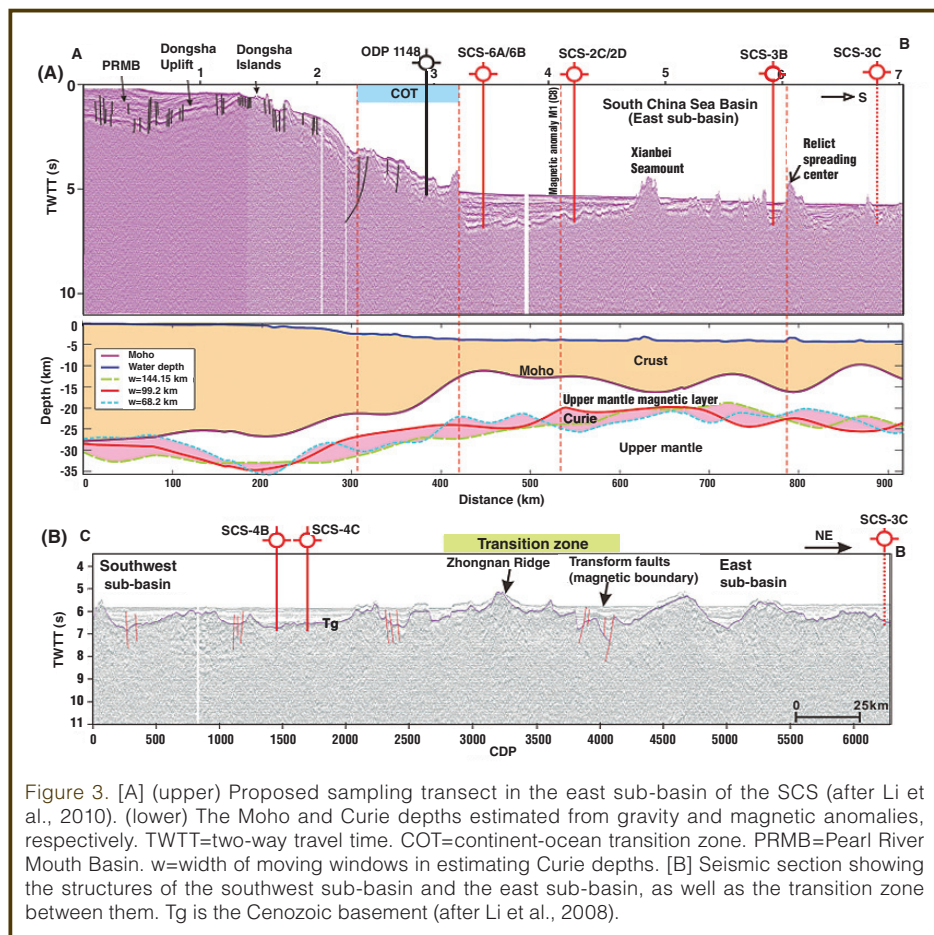 A
B
(A)
PRMB
Dongsha
Uplift
Dongsha
Islands
ODP 1148
SCS-6A/6B
SCS-2C/2D
SCS-3B
SCS-3C
1
2
3
4
5
6
7
COT
Magnetic anomaly M1 (C8)
South China Sea Basin
(East sub-basin)
S
Xianbei
Seamount
Relict
spreading
center
TWTT (s)
0
5
10
Depth (km)
0
-5
-10
-15
-20
-25
-30
-35
Moho
Water depth
w=144.15 km
w=99.2 km
w=68.2 km
Moho
Crust
Upper mantle magnetic layer
Curie
Upper mantle
0 100 200 300 400 500 600 700 800 900
Distance (km)
(B)
C
SCS-4B
SCS-4C
Transition zone
NE
SCS-3C
B
Southwest
sub-basin
Zhongnan Ridge
Transform faults
(magnetic boundary)
East
sub-basin
Tg
TWTT (s)
4
5
6
7
8
9
10
11
0 25km
0 500 1000 1500 2000 2500 3000 3500 4000 4500 5000 5500 6000
CDP
Figure 3. [A] (upper) Proposed sampling transect in the east sub-basin of the SCS (after Li et
al., 2010). (lower) The Moho and Curie depths estimated from gravity and magnetic anomalies,
respectively. TWTT=two-way travel time. COT=continent-ocean transition zone. PRMB=Pearl River
Mouth Basin. w=width of moving windows in estimating Curie depths. [B] Seismic section showing
the structures of the southwest sub-basin and the east sub-basin, as well as the transition zone
between them. Tg is the Cenozoic basement (after Li et al., 2008).